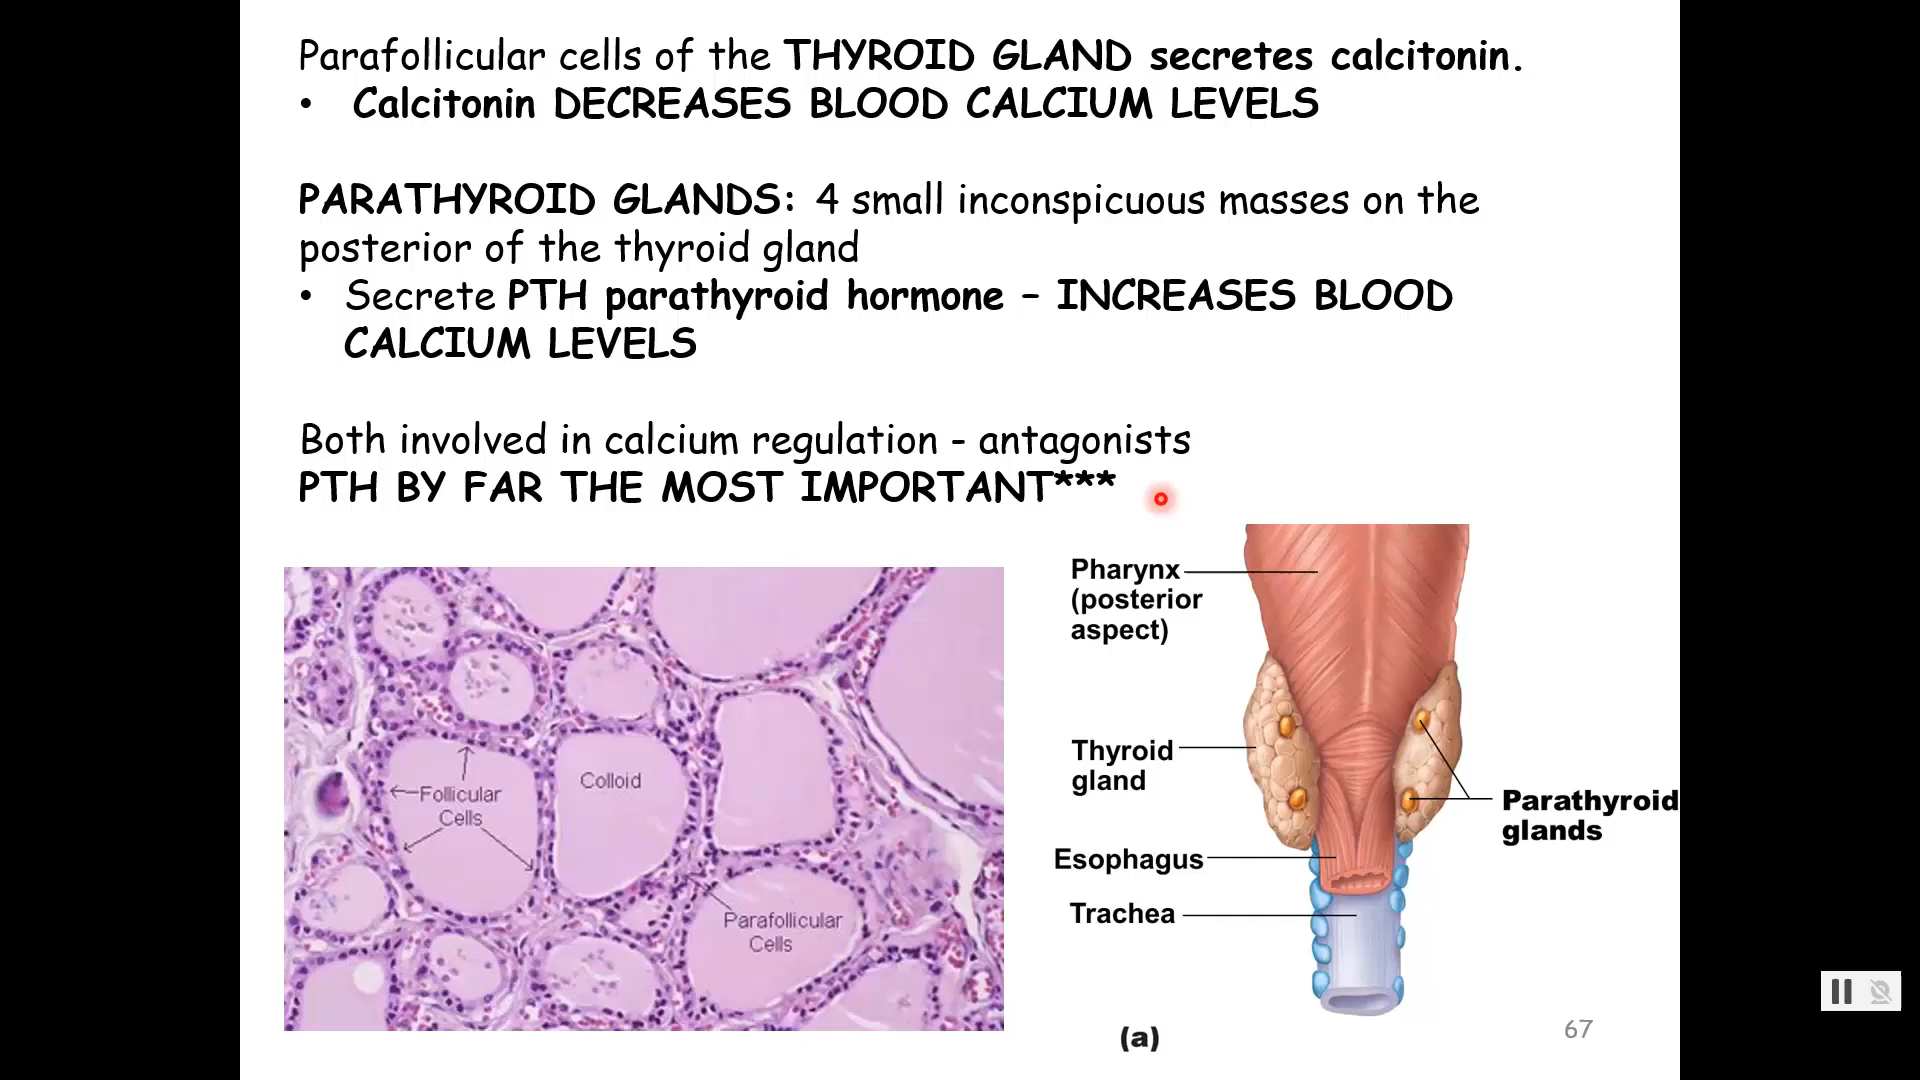 Parafollicular cells of the THYROID GLAND secretes calcitonin.
• Calcitonin DECREASES BLOOD CALCIUM LEVELS
PARATHYROID GLANDS: 4 small inconspicuous masses on the
posterior of the thyroid gland
• Secrete PTH parathyroid hormone – INCREASES BLOOD
CALCIUM LEVELS
Both involved in calcium regulation - antagonists
PTH BY FAR THE MOST IMPORTANT***
Follicular
Cells
Colloid
Parafollicular
Cells
Pharynx
(posterior
aspect)
Thyroid
gland
Parathyroid
glands
Esophagus
Trachea
(a)
67